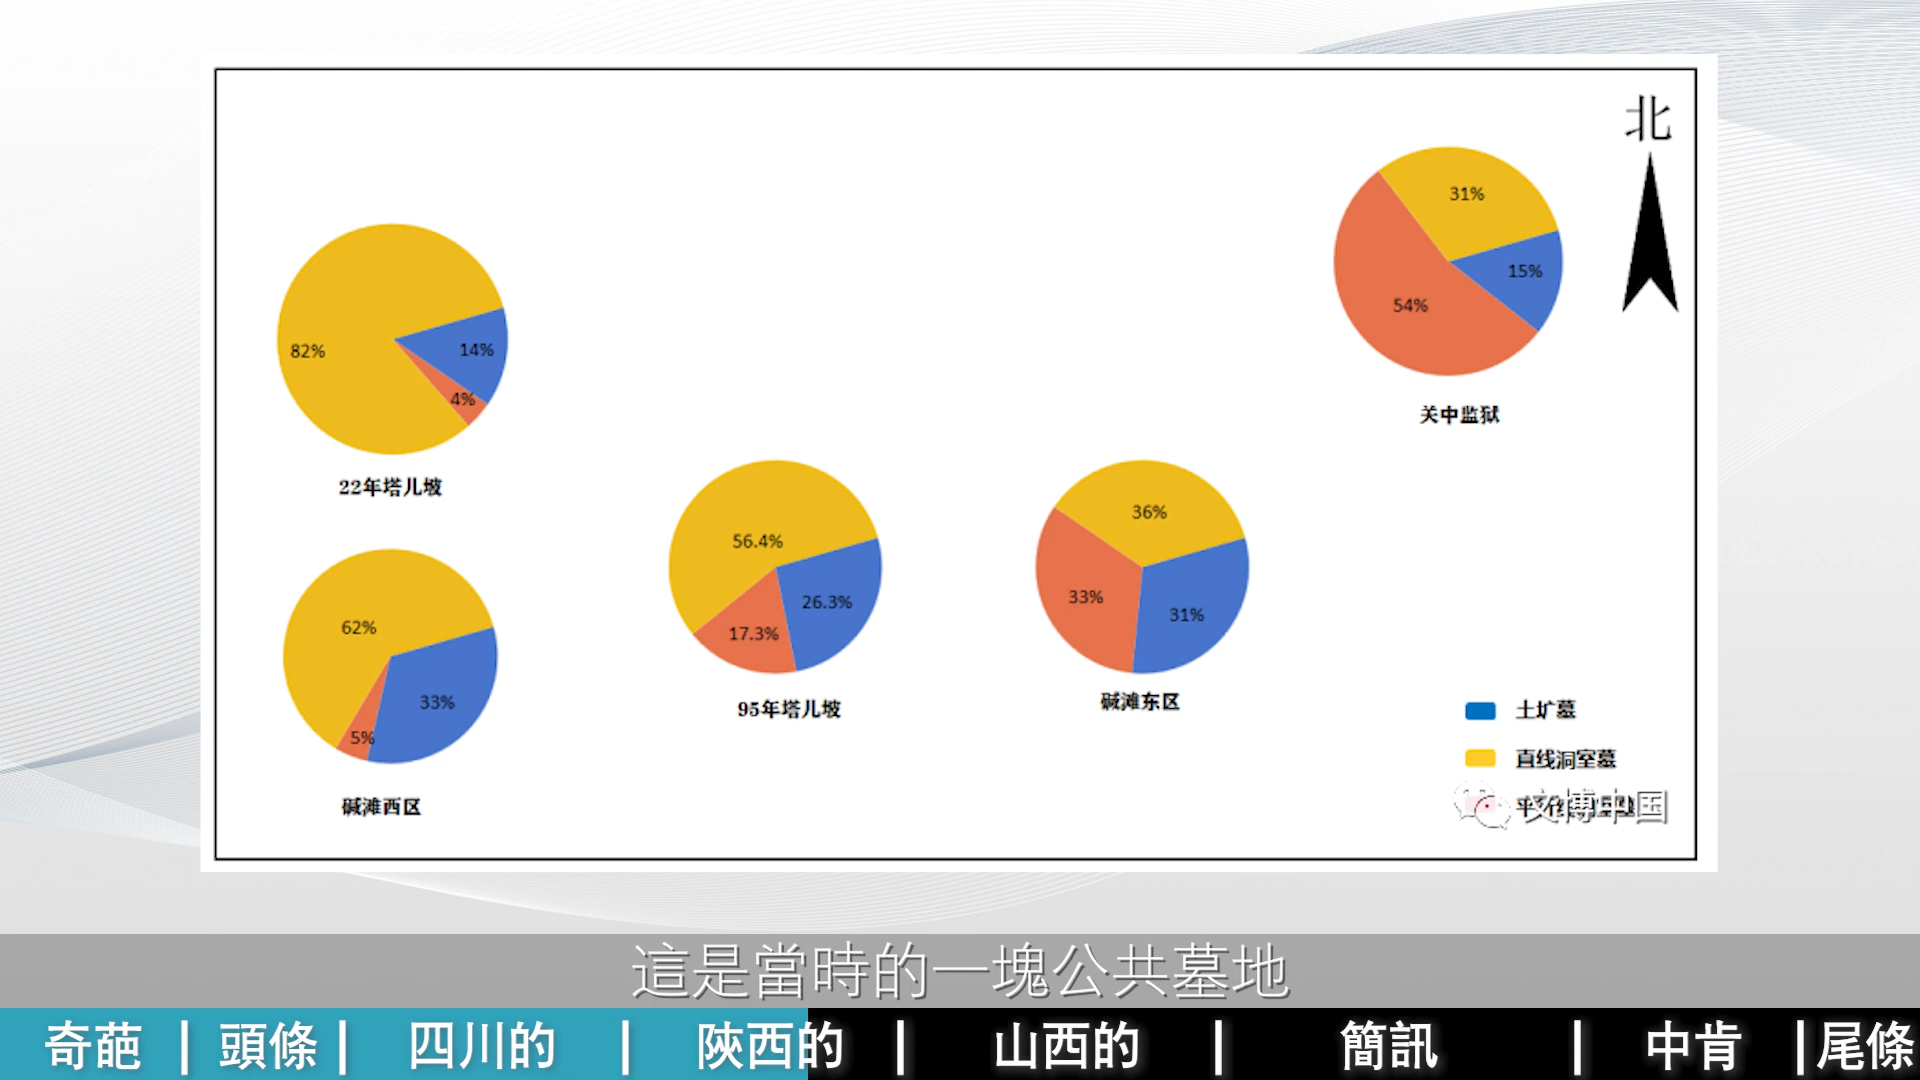 北
31%
15%
54%
关中监狱
82%
14%
4%
22年塔儿坡
56.4%
26.3%
17.3%
95年塔儿坡
36%
33%
31%
碱滩东区
62%
33%
5%
碱滩西区
土圹墓
直线洞室墓
文博中国
這是當時的一塊公共墓地
奇葩 | 頭條 | 四川的 | 陝西的 | 山西的 | 簡訊 | 中肯 | 尾條